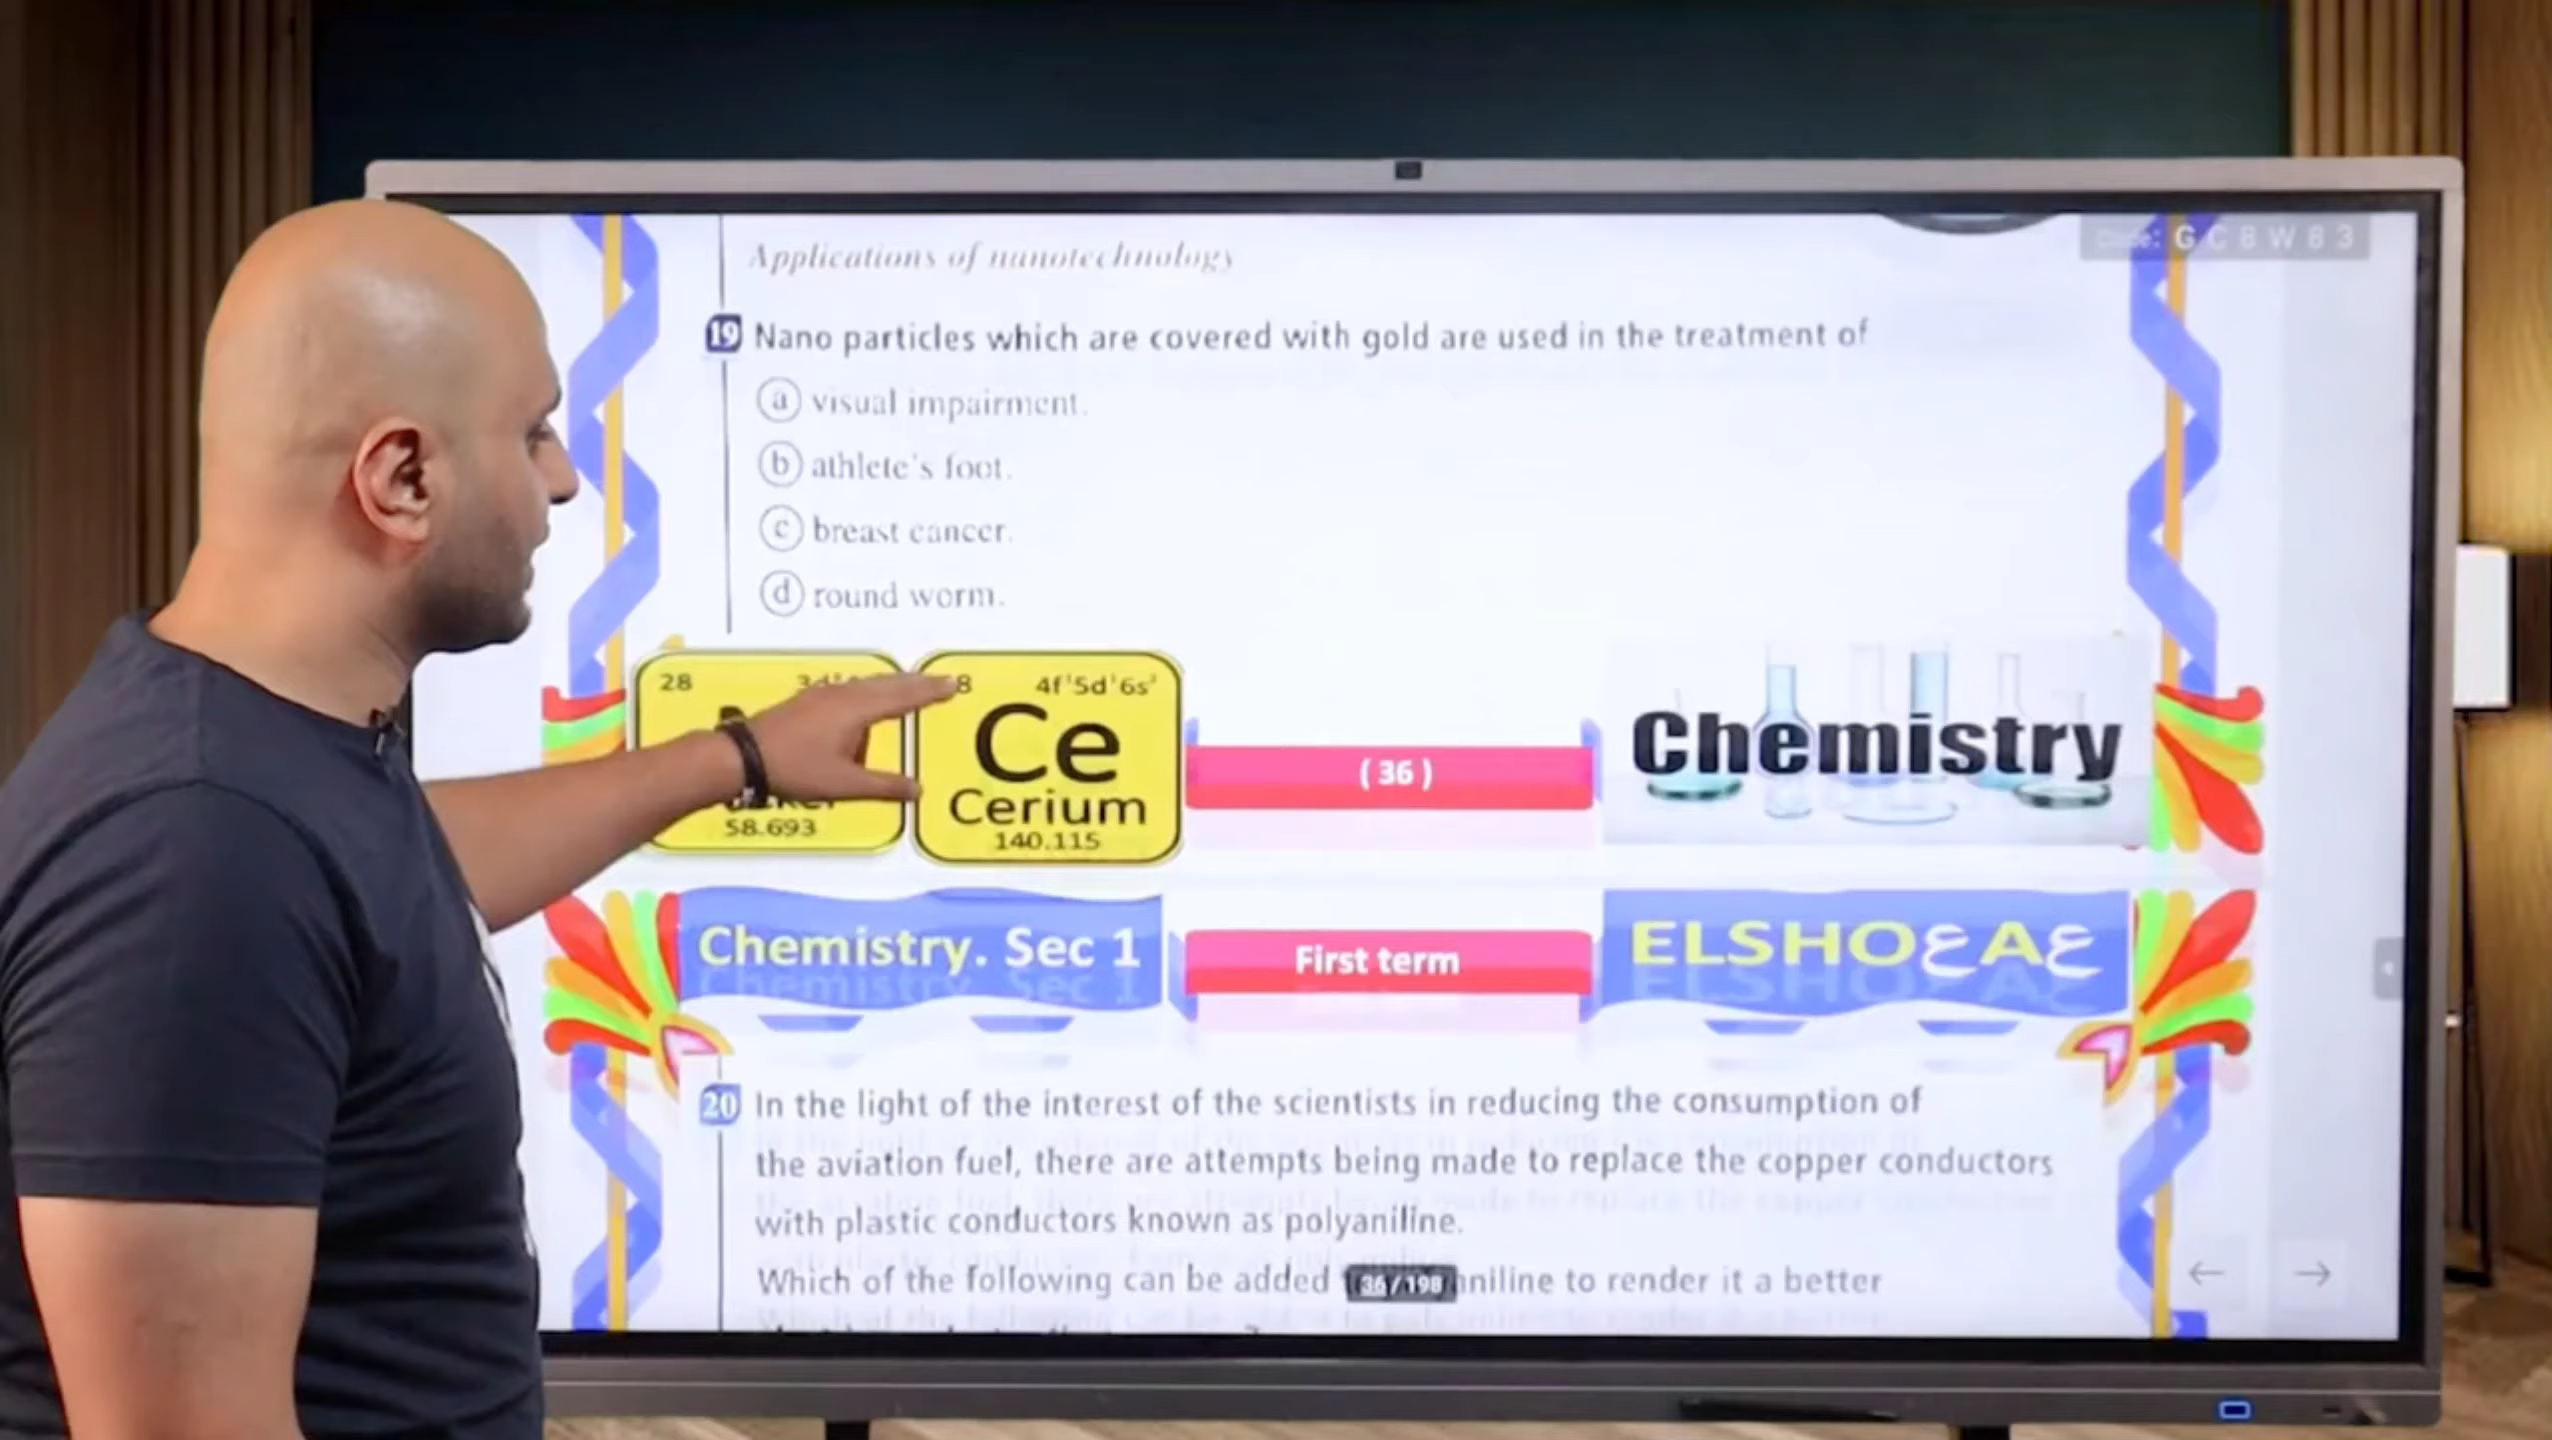 Code: GC8W83
Applications of nanotechnology
19 Nano particles which are covered with gold are used in the treatment of
a visual impairment.
b athlete's foot.
c breast cancer.
d round worm.
28
8 4f¹5d¹6s²
Ce
Cerium
58.693
140.115
(36)
Chemistry
Chemistry. Sec 1
First term
ELSHOعAع
20 In the light of the interest of the scientists in reducing the consumption of
the aviation fuel, there are attempts being made to replace the copper conductors
with plastic conductors known as polyaniline.
Which of the following can be added aniline to render it a better
36/198